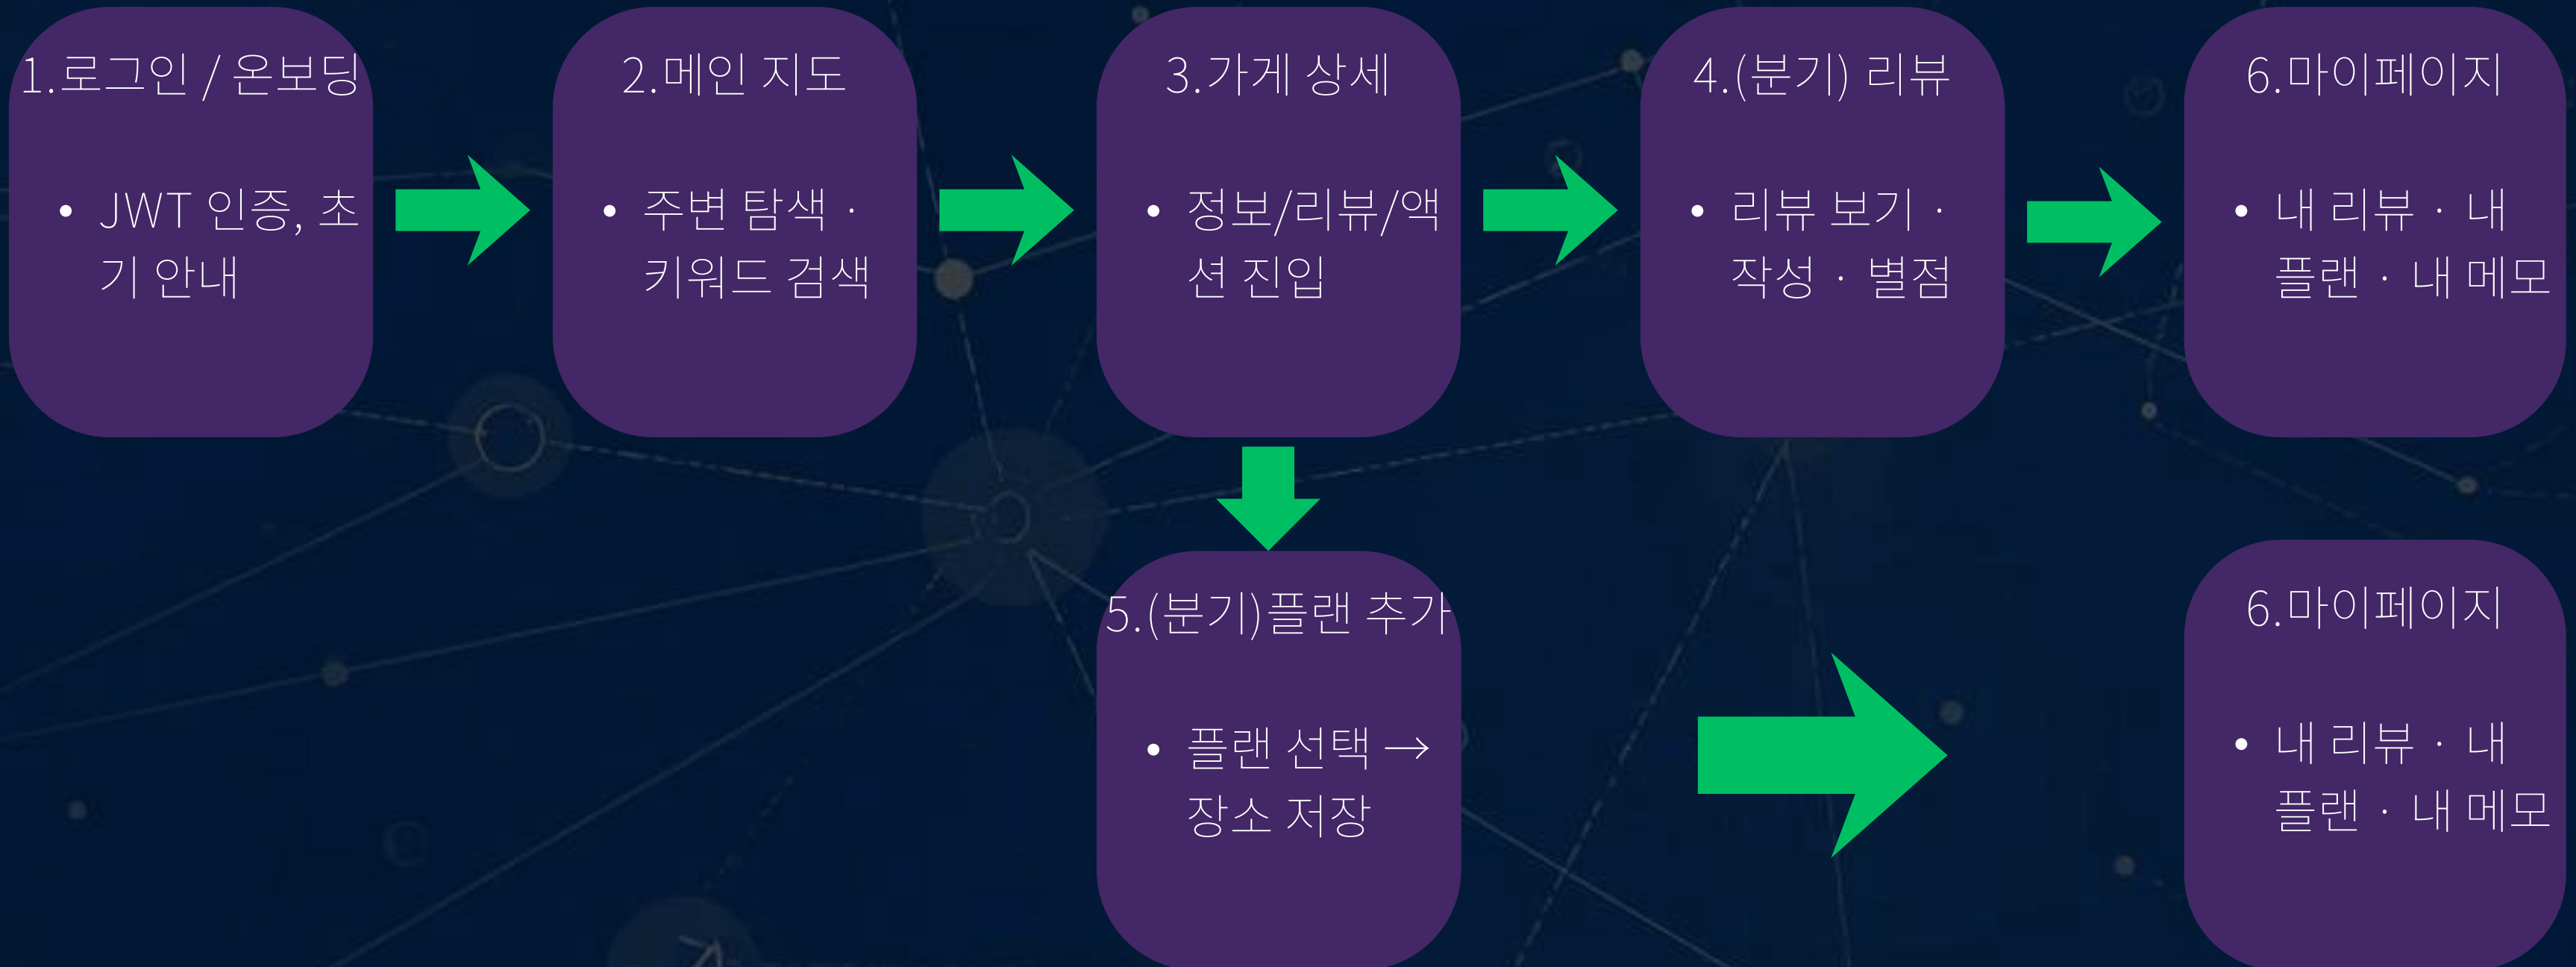 1.로그인 / 온보딩
• JWT 인증, 초
기 안내
2.메인 지도
• 주변 탐색 ·
키워드 검색
3.가게 상세
• 정보/리뷰/액
션 진입
4.(분기) 리뷰
• 리뷰 보기 ·
작성 · 별점
6.마이페이지
• 내 리뷰 · 내
플랜 · 내 메모
5.(분기)플랜 추가
• 플랜 선택 →
장소 저장
6.마이페이지
• 내 리뷰 · 내
플랜 · 내 메모